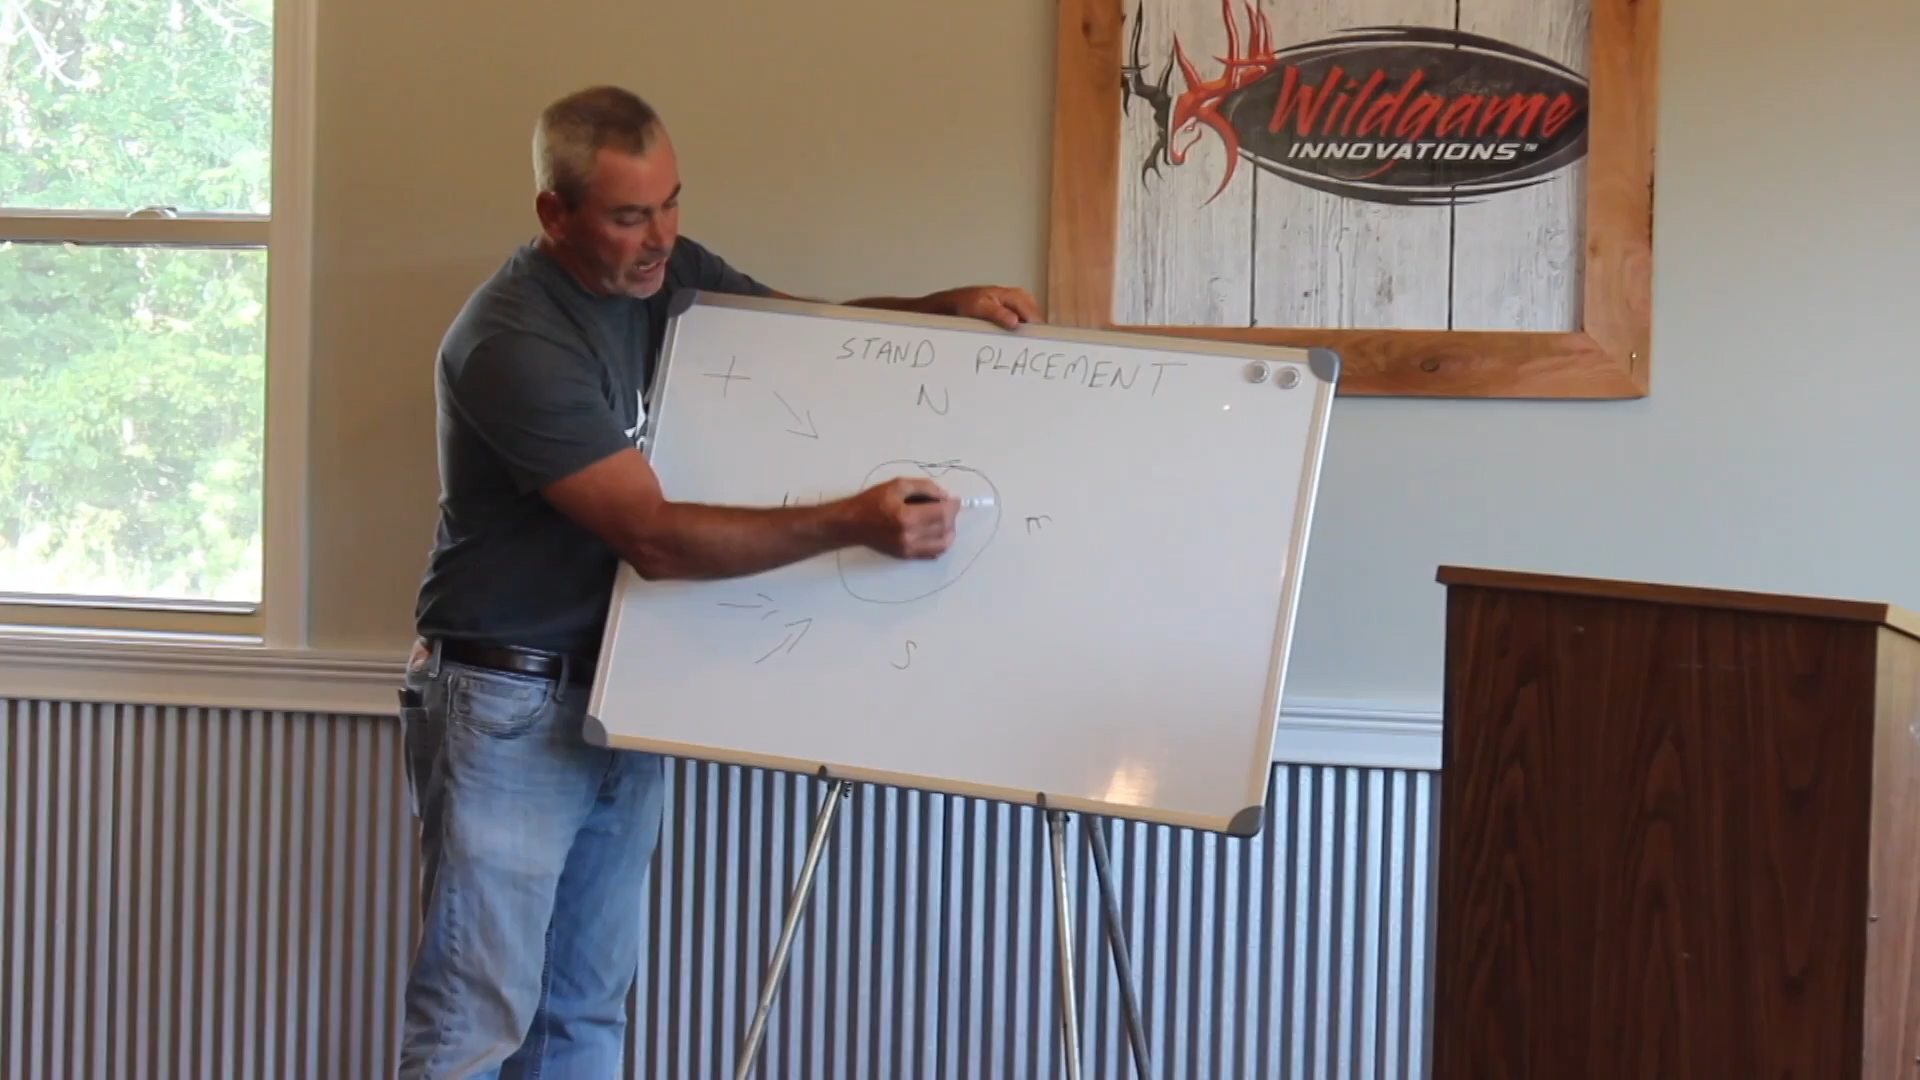 Wildgame
INNOVATIONS™
STAND PLACEMENT
N
E
S